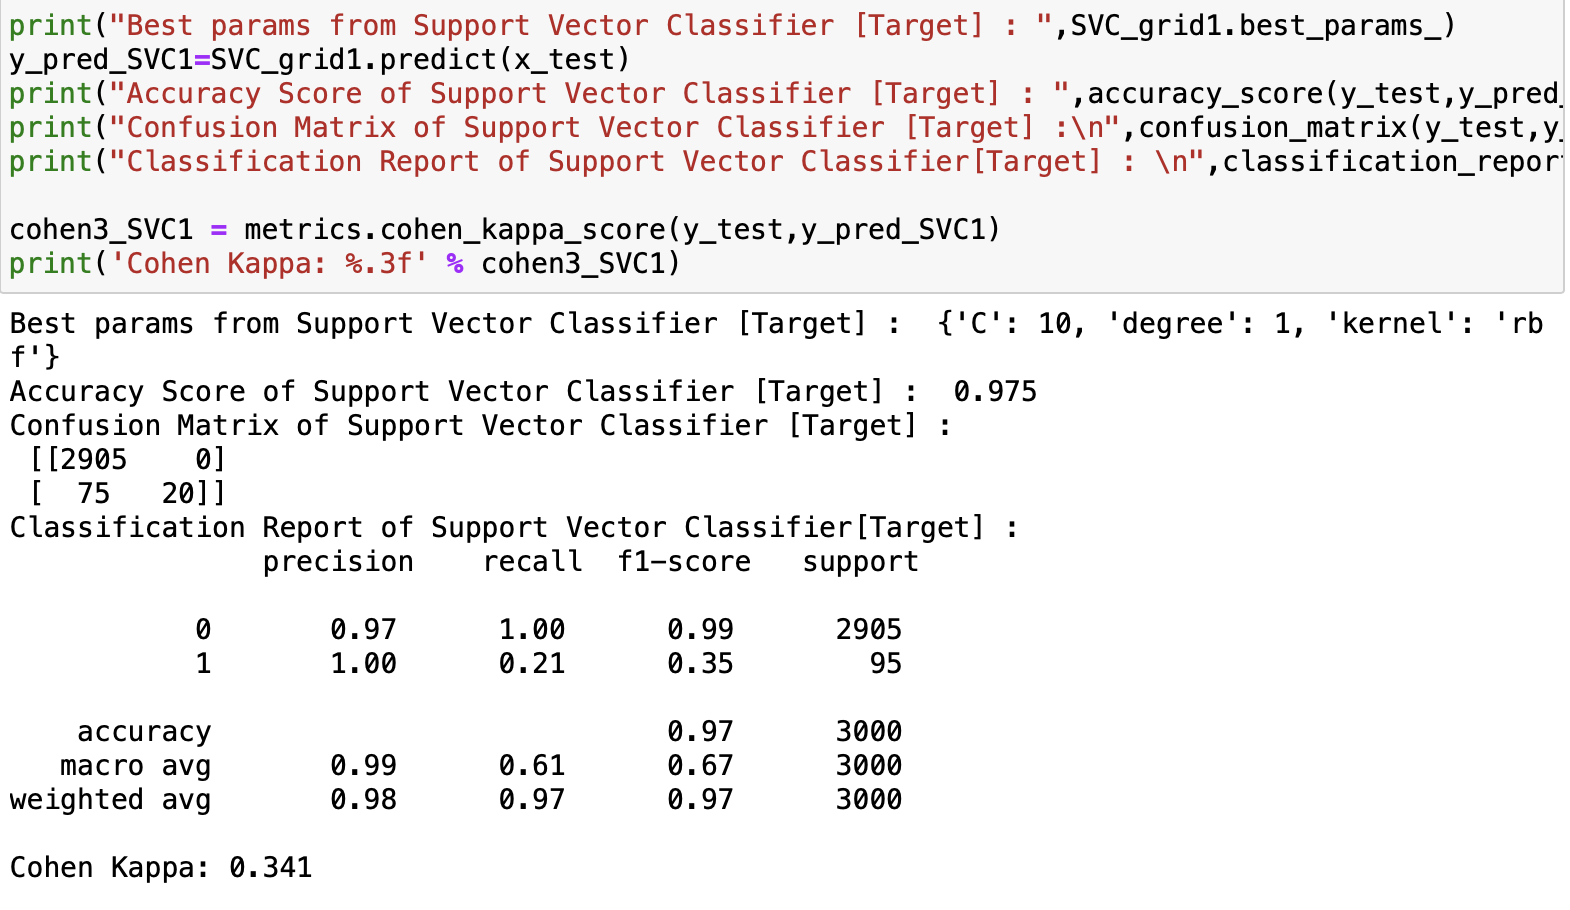 print("Best params from Support Vector Classifier [Target] : ",SVC_grid1.best_params_)
y_pred_SVC1=SVC_grid1.predict(x_test)
print("Accuracy Score of Support Vector Classifier [Target] : ",accuracy_score(y_test,y_pred_
print("Confusion Matrix of Support Vector Classifier [Target] :\n",confusion_matrix(y_test,y_
print("Classification Report of Support Vector Classifier[Target] : \n",classification_repor
cohen3_SVC1 = metrics.cohen_kappa_score(y_test,y_pred_SVC1)
print('Cohen Kappa: %.3f' % cohen3_SVC1)
Best params from Support Vector Classifier [Target] :  {'C': 10, 'degree': 1, 'kernel': 'rb
f'}
Accuracy Score of Support Vector Classifier [Target] :  0.975
Confusion Matrix of Support Vector Classifier [Target] :
 [[2905    0]
 [  75   20]]
Classification Report of Support Vector Classifier[Target] :
               precision    recall  f1-score   support
           0       0.97      1.00      0.99      2905
           1       1.00      0.21      0.35        95
    accuracy                           0.97      3000
   macro avg       0.99      0.61      0.67      3000
weighted avg       0.98      0.97      0.97      3000
Cohen Kappa: 0.341